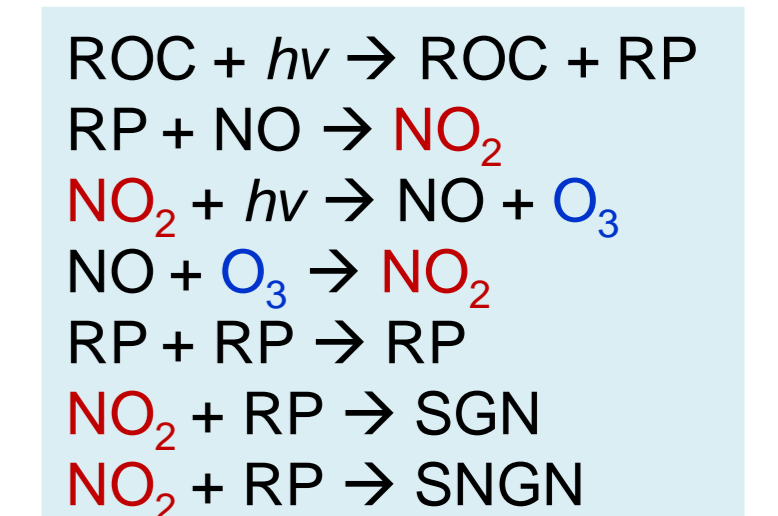 ROC + hv → ROC + RP
RP + NO → NO₂
NO₂ + hv → NO + O₃
NO + O₃ → NO₂
RP + RP → RP
NO₂ + RP → SGN
NO₂ + RP → SNGN